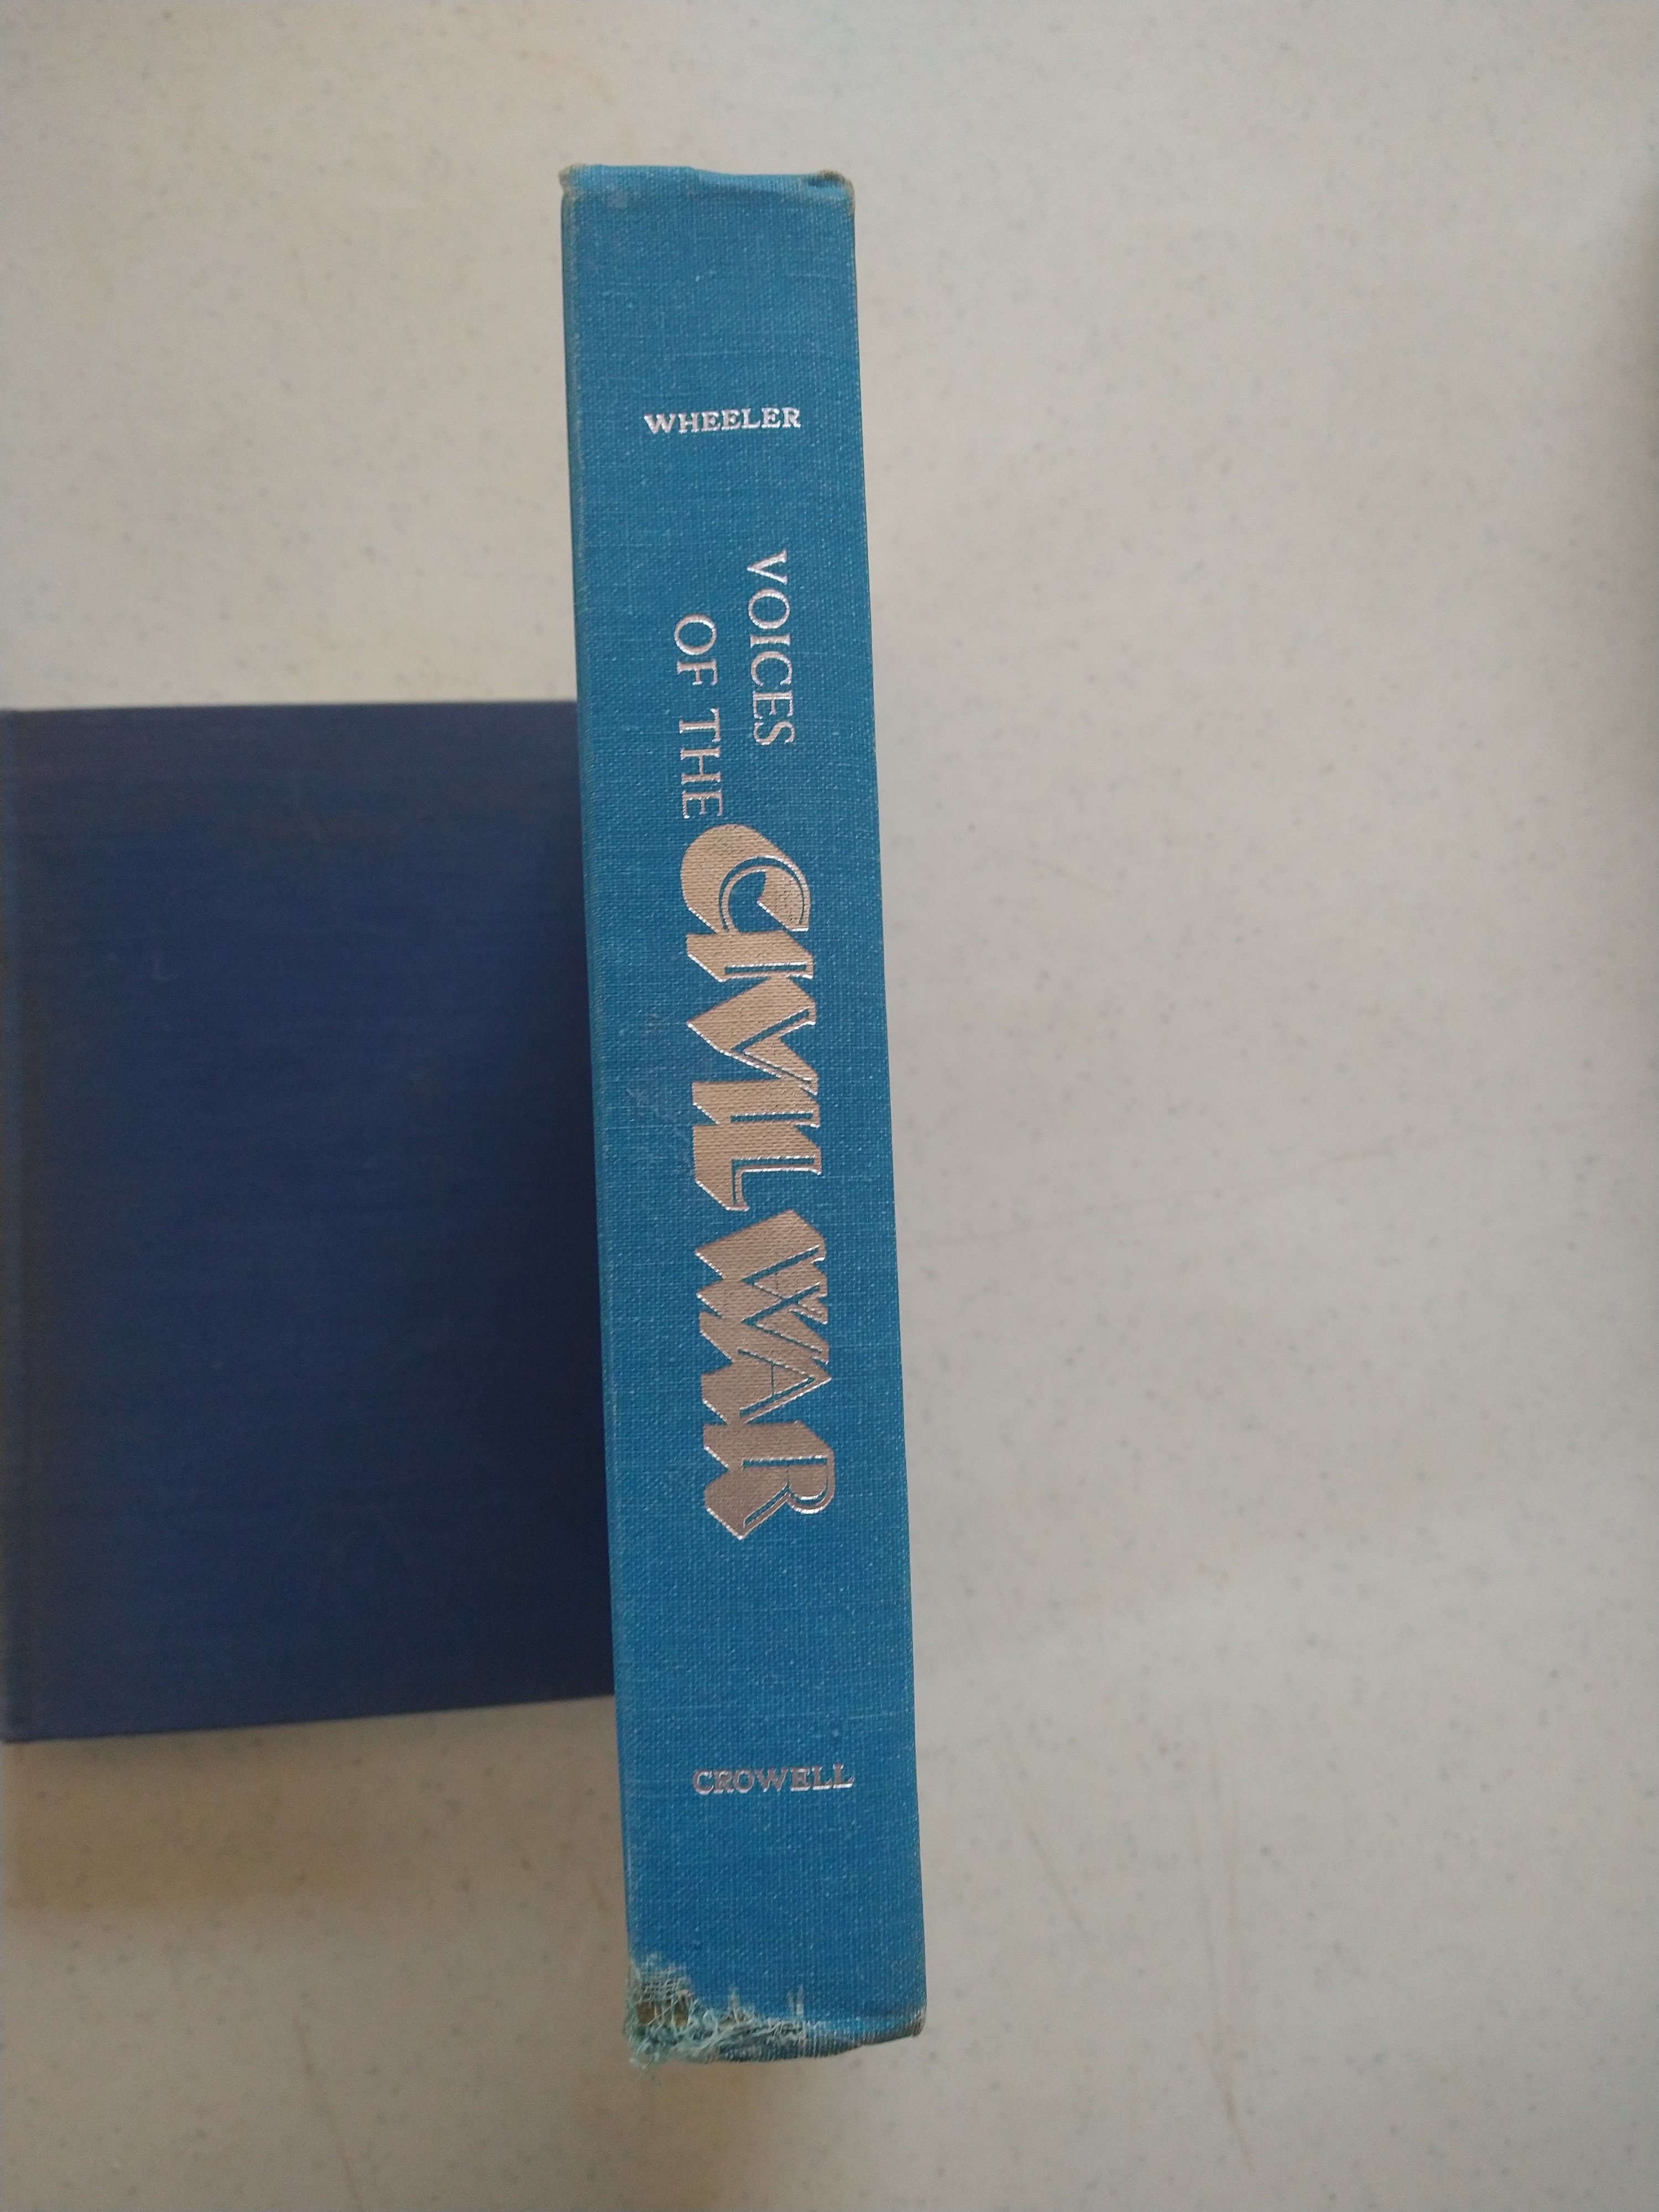 WHEELER
VOICES
OF THE
CIVIL WAR
CROWELL